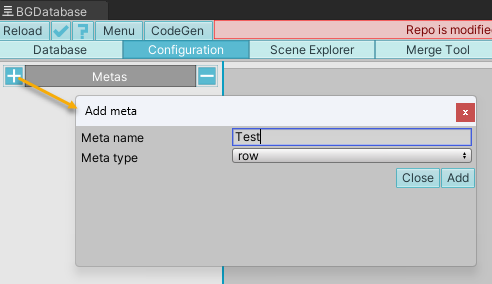 BGDatabase
Reload ? Menu CodeGen Repo is modifie
Database Configuration Scene Explorer Merge Tool
+ Metas −
Add meta x
Meta name Test
Meta type row
Close Add